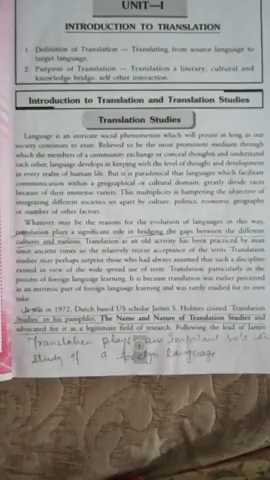 UNIT—I
INTRODUCTION TO TRANSLATION
1. Definition of Translation — Translating from source language to
target language.
2. Purpose of Translation — Translation a literary, cultural and
knowledge bridge, self other interaction.
Introduction to Translation and Translation Studies
Translation Studies
Language is an intricate social phenomenon which will persist as long as our
society continues to exist. Believed to be the most prominent medium through
which the members of a community exchange or conceal thoughts and understand
each other, language develops in keeping with the level of thought and development
in every realm of human life. But it is paradoxical that languages which facilitate
communication within a geographical or cultural domain, greatly divide races
because of their immense variety. This multiplicity is hampering the objective of
integrating different societies set apart by culture, politics, economy, geography
or number of other factors.
Whatever may be the reasons for the evolution of languages in this way,
translation plays a significant role in bridging the gaps between the different
cultures and nations. Translation as an old activity has been practiced by man
since ancient times so the relatively recent acceptance of the term 'Translation
studies' may perhaps surprise those who had always assumed that such a discipline
existed in view of the wide spread use of term 'Translation' particularly in the
process of foreign language learning. It is because translation was earlier perceived
as an intrinsic part of foreign language learning and was rarely studied for its own
sake.
It was in 1972, Dutch based US scholar James S. Holmes coined 'Translation
Studies' in his pamphlet, The Name and Nature of Translation Studies and
advocated for it as a legitimate field of research. Following the lead of James
Translation plays an important role in
study of a foreign language.